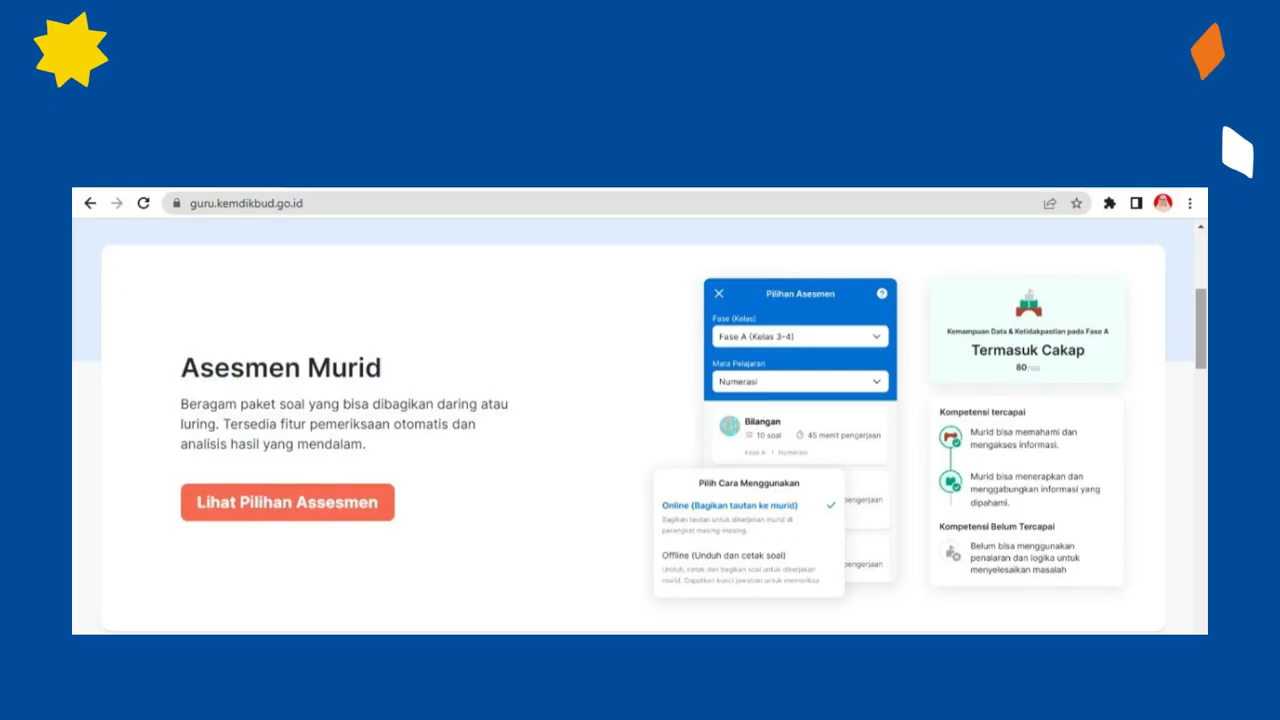 guru.kemdikbud.go.id
Asesmen Murid
Beragam paket soal yang bisa dibagikan daring atau
luring. Tersedia fitur pemeriksaan otomatis dan
analisis hasil yang mendalam.
Lihat Pilihan Assesmen
Pilihan Asesmen
?
Fase (Kelas)
Fase A (Kelas 3-4)
Mata Pelajaran
Numerasi
Bilangan
10 soal 45 menit pengerjaan
Fase A | Numerasi
pengerjaan
pengerjaan
Pilih Cara Menggunakan
Online (Bagikan tautan ke murid)
Bagikan tautan untuk dikerjakan murid di
perangkat masing-masing.
Offline (Unduh dan cetak soal)
Unduh, cetak dan bagikan soal untuk dikerjakan
murid. Dapatkan kunci jawaban untuk memeriksa
Kemampuan Data & Ketidakpastian pada Fase A
Termasuk Cakap
80/100
Kompetensi tercapai
Murid bisa memahami dan
mengakses informasi.
Murid bisa menerapkan dan
menggabungkan informasi yang
dipahami.
Kompetensi Belum Tercapai
Belum bisa menggunakan
penalaran dan logika untuk
menyelesaikan masalah